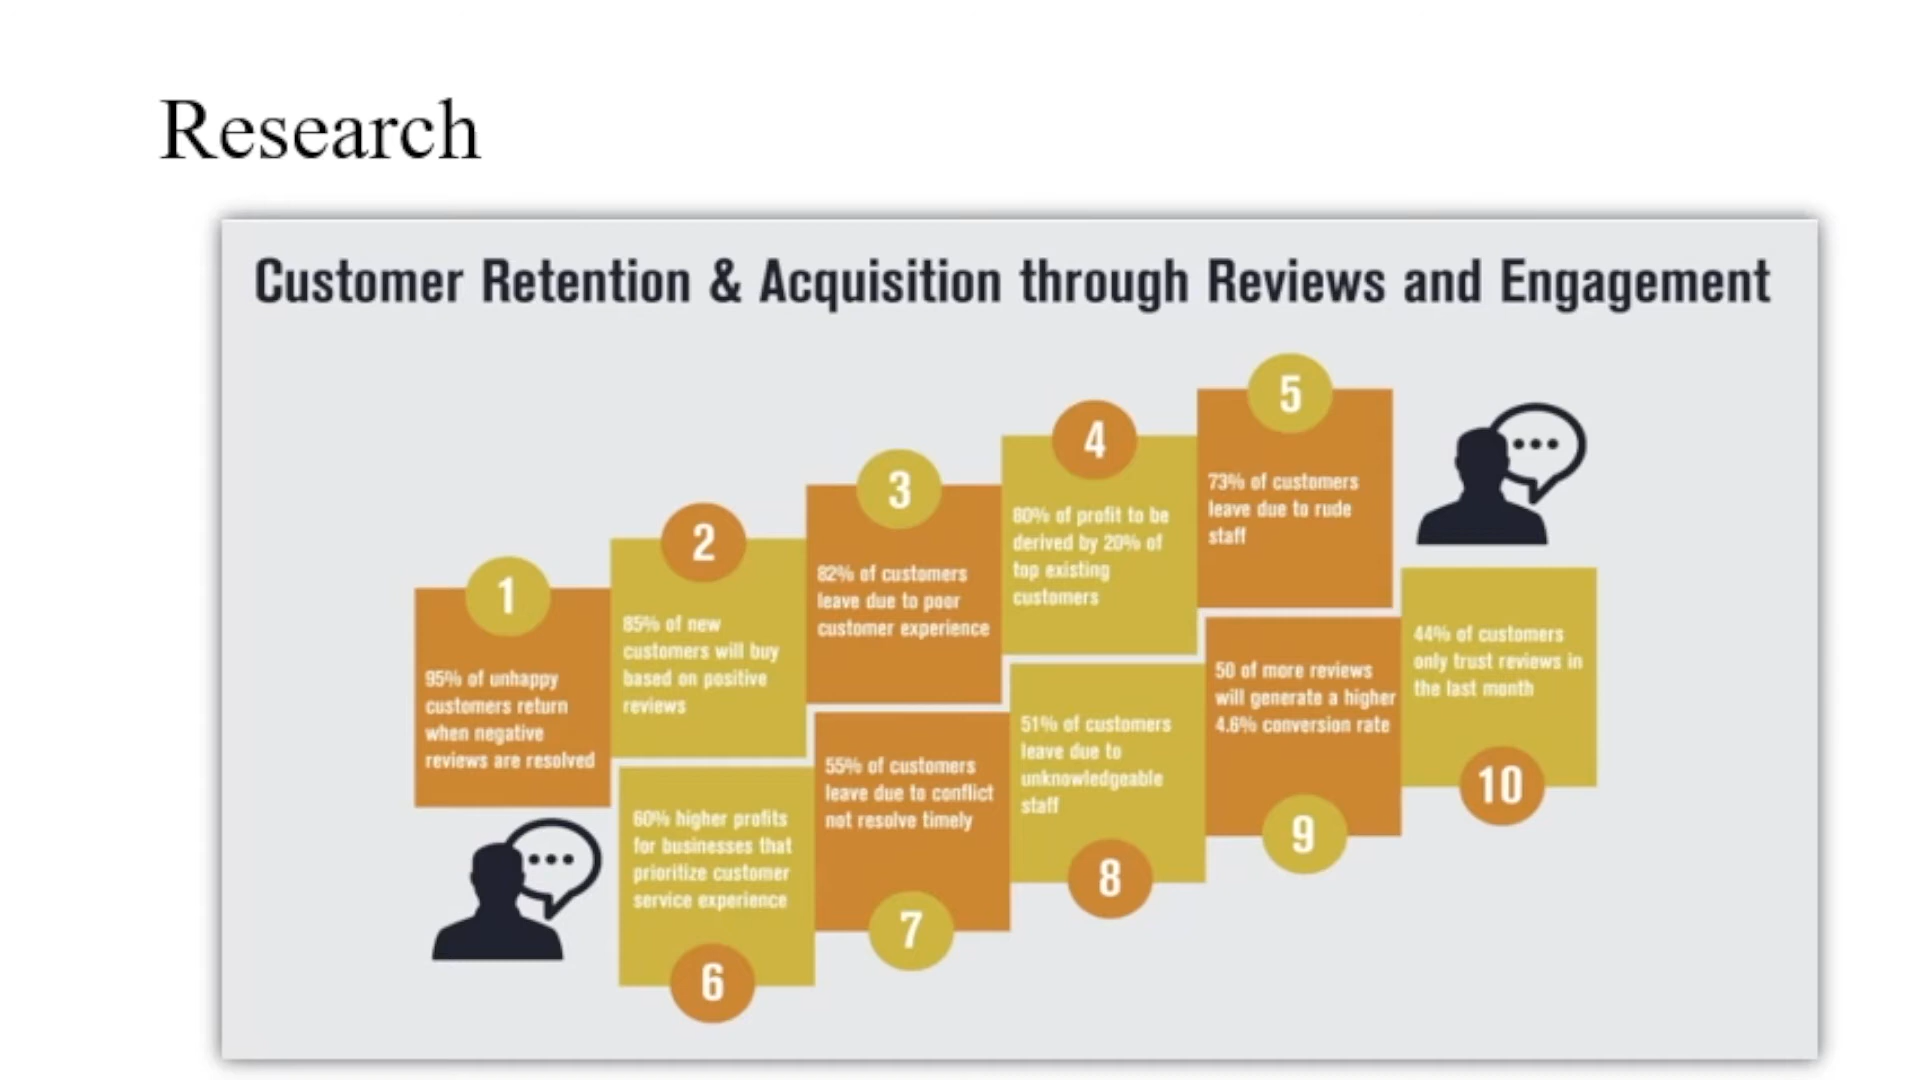 Research
Customer Retention & Acquisition through Reviews and Engagement
1
95% of unhappy
customers return
when negative
reviews are resolved
2
85% of new
customers will buy
based on positive
reviews
3
82% of customers
leave due to poor
customer experience
4
80% of profit to be
derived by 20% of
top existing
customers
5
73% of customers
leave due to rude
staff
60% higher profits
for businesses that
prioritize customer
service experience
6
55% of customers
leave due to conflict
not resolve timely
7
51% of customers
leave due to
unknowledgeable
staff
8
50 of more reviews
will generate a higher
4.6% conversion rate
9
44% of customers
only trust reviews in
the last month
10